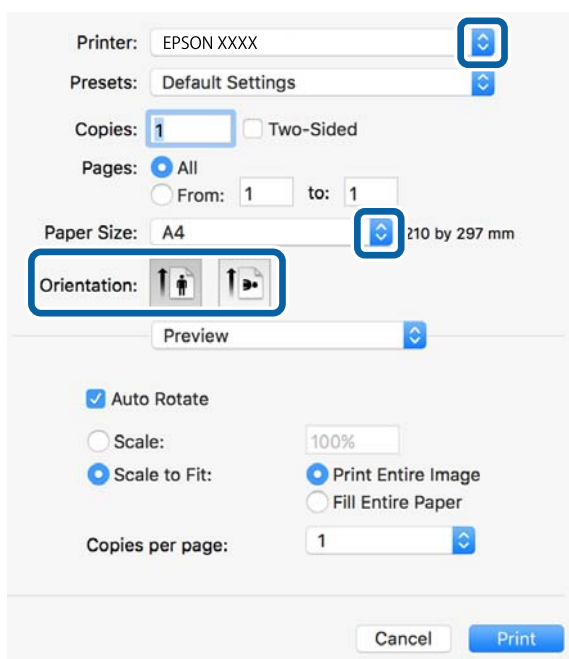 Printer: EPSON XXXX
Presets: Default Settings
Copies: 1 Two-Sided
Pages: All
From: 1 to: 1
Paper Size: A4 210 by 297 mm
Orientation:
Preview
Auto Rotate
Scale: 100%
Scale to Fit: Print Entire Image
Fill Entire Paper
Copies per page: 1
Cancel Print